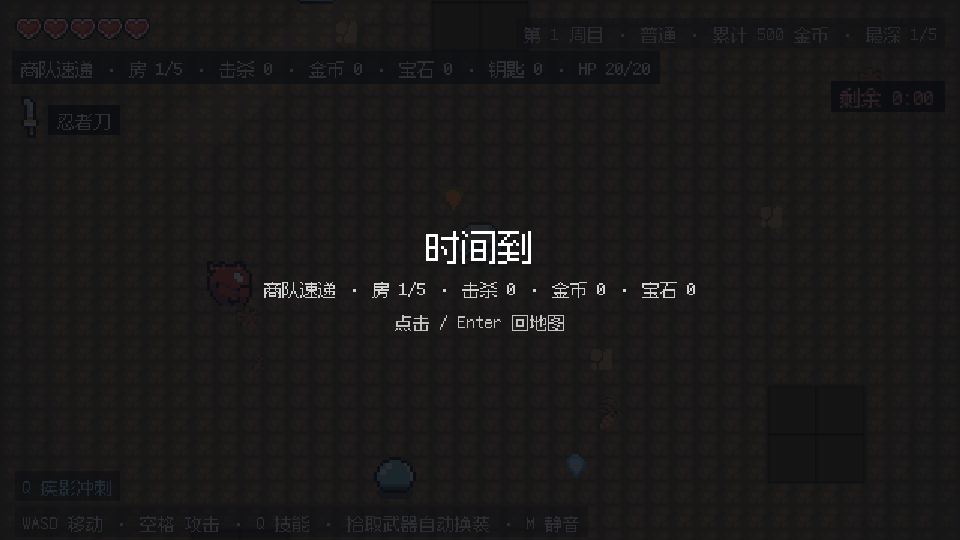 第 1 周目 · 普通 · 累计 500 金币 · 最深 1/5
商队速递 · 房 1/5 · 击杀 0 · 金币 0 · 宝石 0 · 钥匙 0 · HP 20/20
剩余 0:00
忍者刀
时间到
商队速递 · 房 1/5 · 击杀 0 · 金币 0 · 宝石 0
点击 / Enter 回地图
Q 疾影冲刺
WASD 移动 · 空格 攻击 · Q 技能 · 拾取武器自动换装 · M 静音